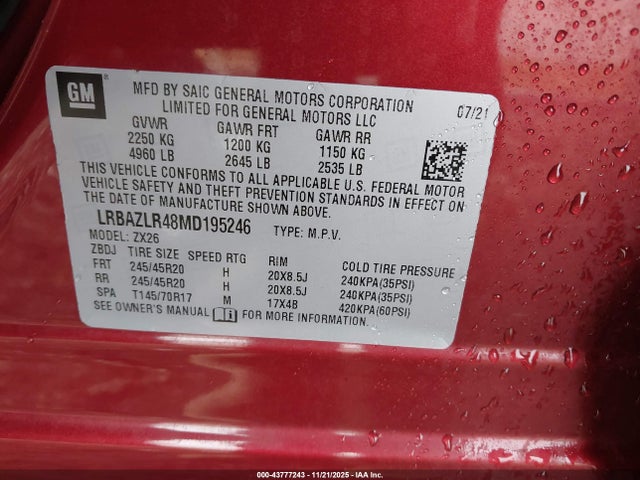 GM
MFD BY SAIC GENERAL MOTORS CORPORATION
LIMITED FOR GENERAL MOTORS LLC
07/21
GVWR GAWR FRT GAWR RR
2250 KG 1200 KG 1150 KG
4960 LB 2645 LB 2535 LB
THIS VEHICLE CONFORMS TO ALL APPLICABLE U.S. FEDERAL MOTOR
VEHICLE SAFETY AND THEFT PREVENTION STANDARDS IN EFFECT ON
THE DATE OF MANUFACTURE SHOWN ABOVE.
LRBAZLR48MD195246 TYPE: M.P.V.
MODEL: ZX26
ZBDJ TIRE SIZE SPEED RTG RIM COLD TIRE PRESSURE
FRT 245/45R20 H 20X8.5J 240KPA(35PSI)
RR 245/45R20 H 20X8.5J 240KPA(35PSI)
SPA T145/70R17 M 17X4B 420KPA(60PSI)
SEE OWNER'S MANUAL FOR MORE INFORMATION.
000-43777243 - 11/21/2025 - IAA Inc.